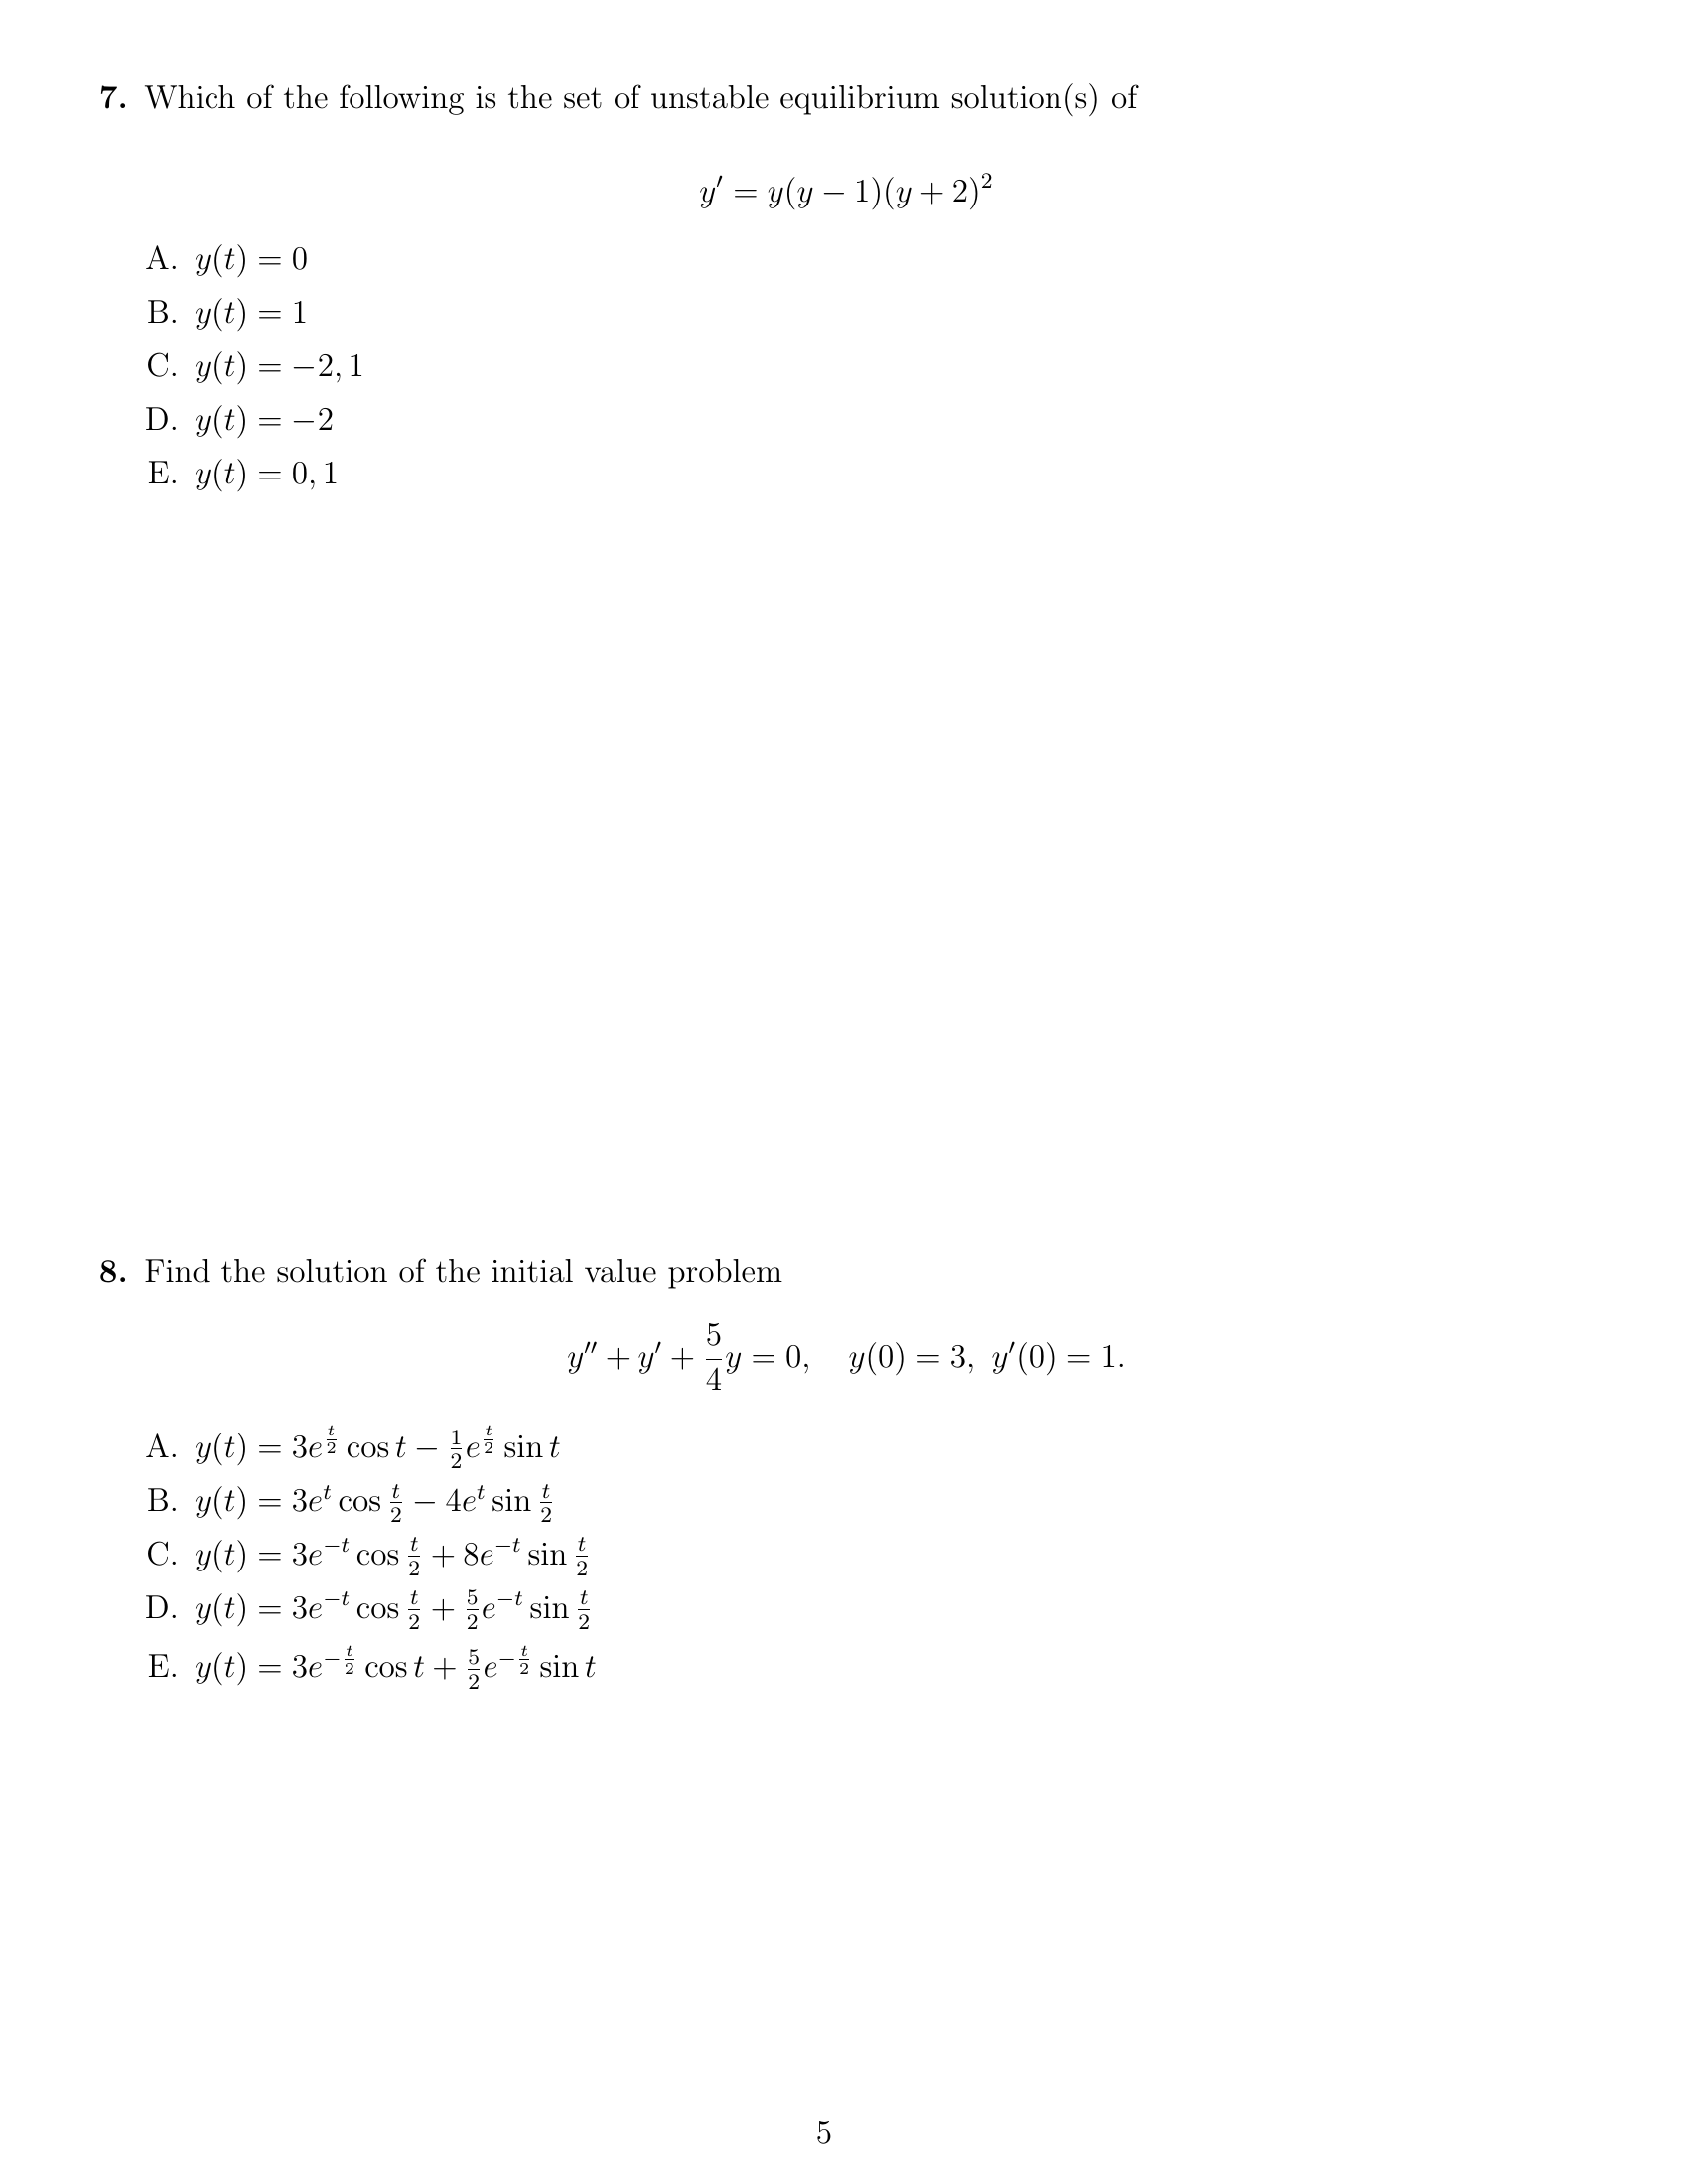 7. Which of the following is the set of unstable equilibrium solution(s) of
y′ = y(y − 1)(y + 2)²
A. y(t) = 0
B. y(t) = 1
C. y(t) = −2, 1
D. y(t) = −2
E. y(t) = 0, 1
8. Find the solution of the initial value problem
y″ + y′ + \frac{5}{4}y = 0, y(0) = 3, y′(0) = 1.
A. y(t) = 3e^{\frac{t}{2}} cos t − \frac{1}{2}e^{\frac{t}{2}} sin t
B. y(t) = 3e^{t} cos \frac{t}{2} − 4e^{t} sin \frac{t}{2}
C. y(t) = 3e^{−t} cos \frac{t}{2} + 8e^{−t} sin \frac{t}{2}
D. y(t) = 3e^{−t} cos \frac{t}{2} + \frac{5}{2}e^{−t} sin \frac{t}{2}
E. y(t) = 3e^{−\frac{t}{2}} cos t + \frac{5}{2}e^{−\frac{t}{2}} sin t
5